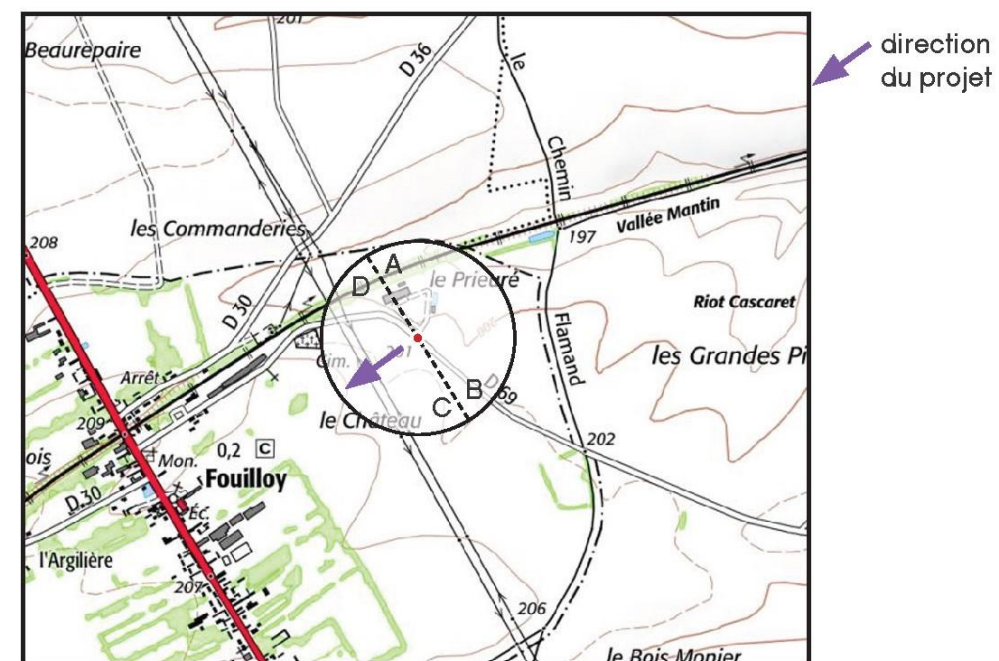 201
Beaurepaire
D 36
le
direction
du projet
Chemin
les Commanderies
197
Vallée Mantin
208
A
D
le Prieuré
Riot Cascaret
D 30
Flamand
les Grandes Pi
Cim.
201
Arrêt
B
D 69
C
le Château
209
202
ois
Mon.
0,2 C
Fouilloy
D 30
Éc.
l'Argilière
207
206
le Bois Monier